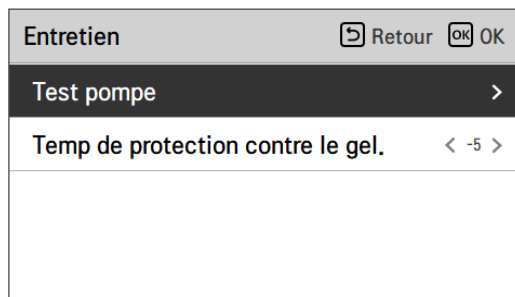 Entretien Retour OK OK
Test pompe >
Temp de protection contre le gel. < -5 >